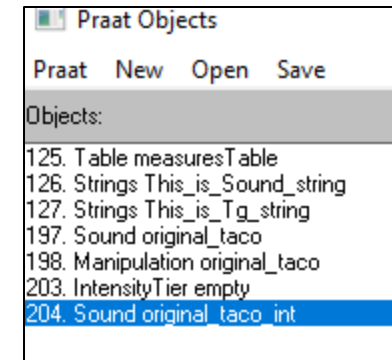 Praat Objects
Praat New Open Save
Objects:
125. Table measuresTable
126. Strings This_is_Sound_string
127. Strings This_is_Tg_string
197. Sound original_taco
198. Manipulation original_taco
203. IntensityTier empty
204. Sound original_taco_int